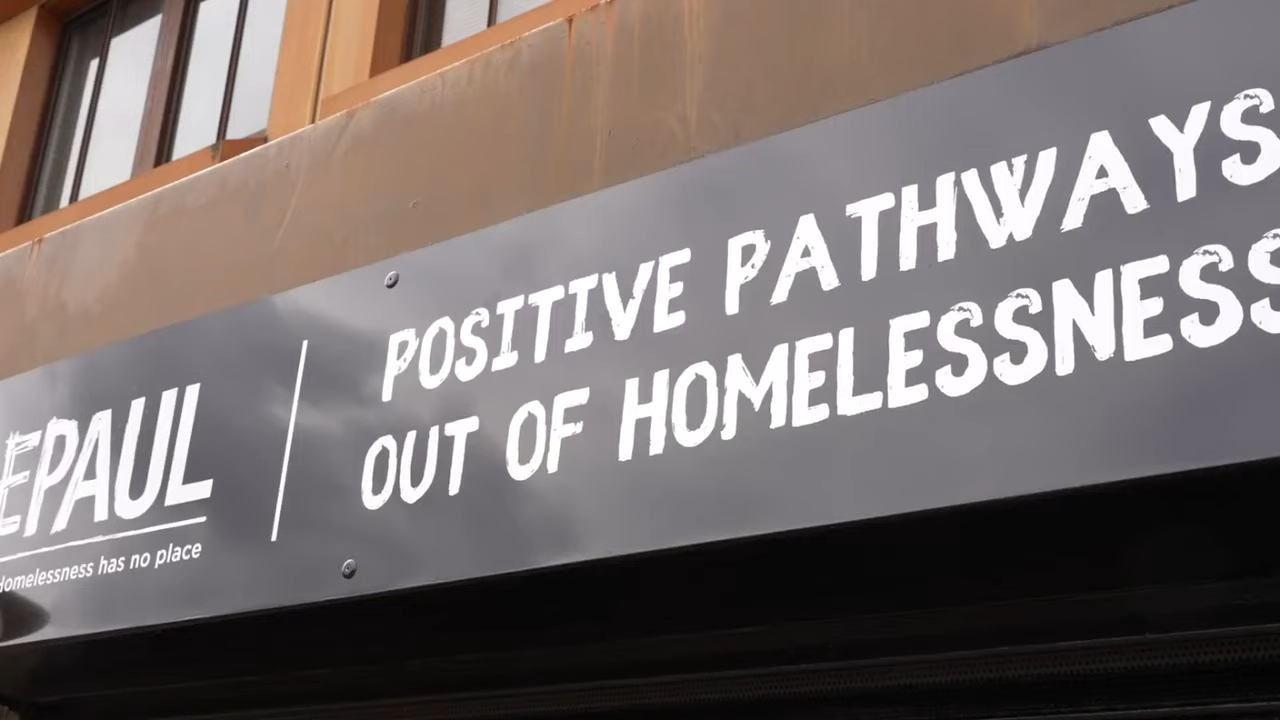 EPAUL
Homelessness has no place
POSITIVE PATHWAYS
OUT OF HOMELESSNESS